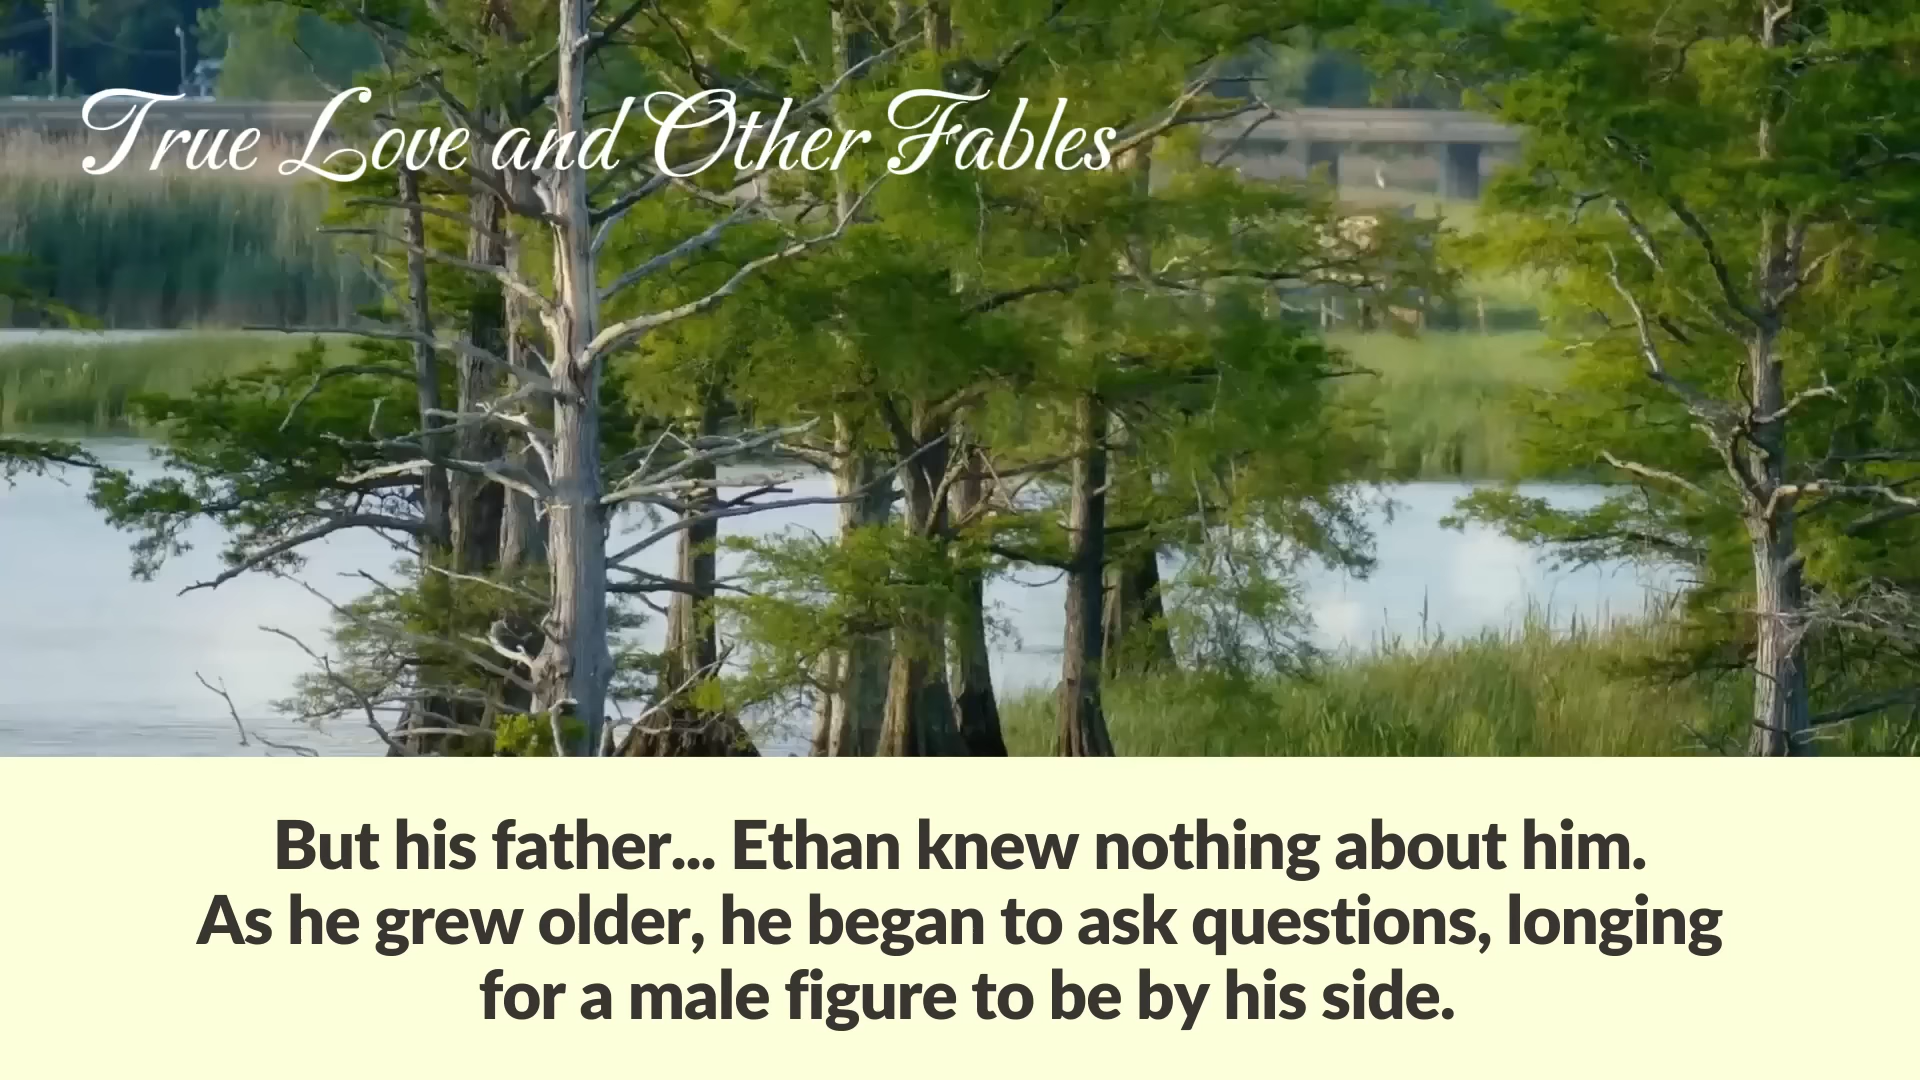 True Love and Other Fables
But his father... Ethan knew nothing about him.
As he grew older, he began to ask questions, longing
for a male figure to be by his side.